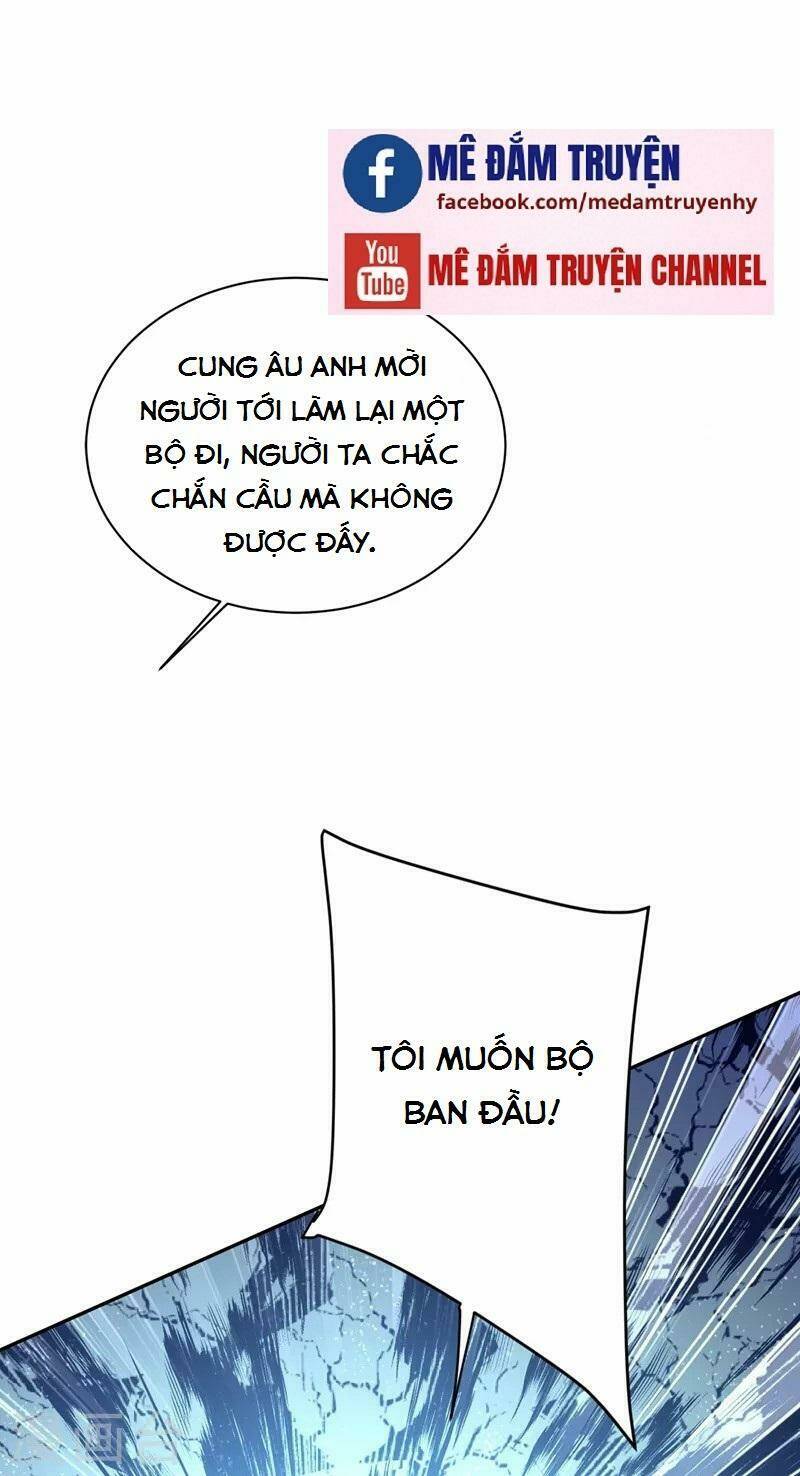 MÊ ĐẮM TRUYỆN
facebook.com/medamtruyenhy
You
Tube
MÊ ĐẮM TRUYỆN CHANNEL
CUNG ÂU ANH MỜI
NGƯỜI TỚI LÀM LẠI MỘT
BỘ ĐI, NGƯỜI TA CHẮC
CHẮN CẦU MÀ KHÔNG
ĐƯỢC ĐẤY.
TÔI MUỐN BỘ
BAN ĐẦU!